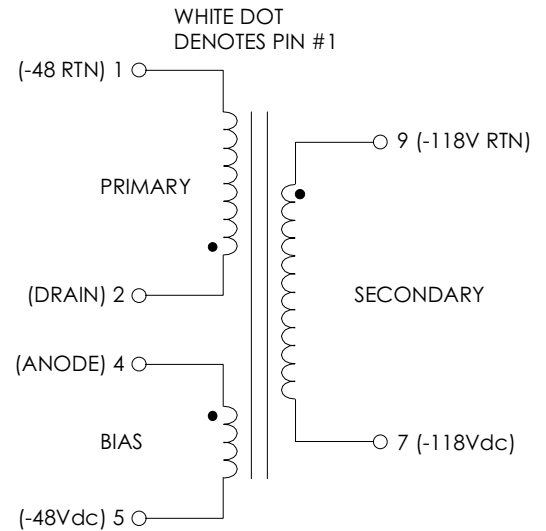 WHITE DOT
DENOTES PIN #1
(-48 RTN) 1
9 (-118V RTN)
PRIMARY
(DRAIN) 2
SECONDARY
(ANODE) 4
BIAS
7 (-118Vdc)
(-48Vdc) 5